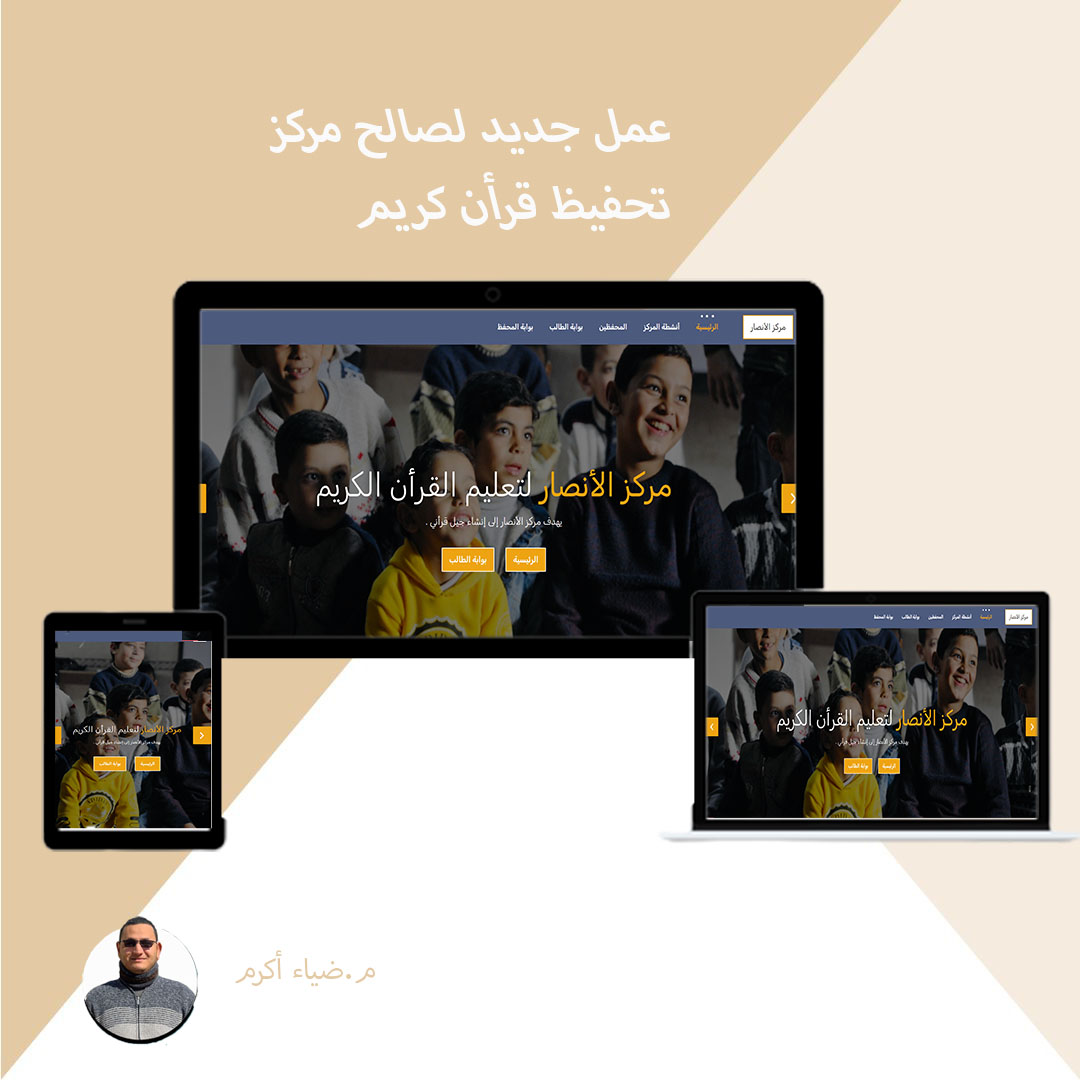 عمل جديد لصالح مركز
تحفيظ قرأن كريم
مركز الأنصار
الرئيسية
أنشطة المركز
المحفظين
بوابة الطالب
بوابة المحفظ
مركز الأنصار لتعليم القرأن الكريم
يهدف مركز الأنصار إلى إنشاء جيل قرآني .
الرئيسية
بوابة الطالب
مركز الأنصار لتعليم القرأن الكريم
يهدف مركز الأنصار إلى إنشاء جيل قرآني .
الرئيسية
بوابة الطالب
مركز الأنصار
الرئيسية
أنشطة المركز
المحفظين
بوابة الطالب
بوابة المحفظ
مركز الأنصار لتعليم القرأن الكريم
يهدف مركز الأنصار إلى إنشاء جيل قرآني .
الرئيسية
بوابة الطالب
م.ضياء أكرم